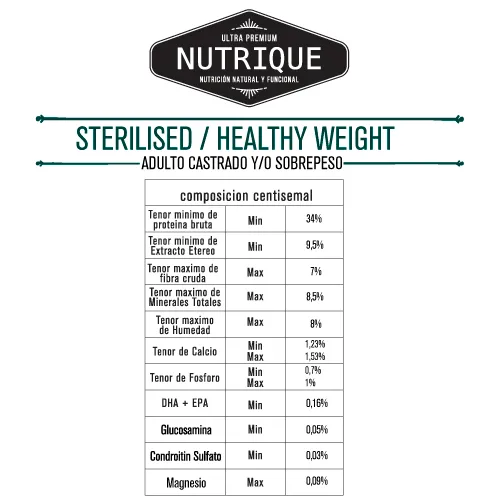 ULTRA PREMIUM
NUTRIQUE
NUTRICIÓN NATURAL Y FUNCIONAL
STERILISED / HEALTHY WEIGHT
ADULTO CASTRADO Y/O SOBREPESO
composicion centisemal
Tenor minimo de
proteina bruta Min 34%
Tenor minimo de
Extracto Etereo Min 9,5%
Tenor maximo de
fibra cruda Max 7%
Tenor maximo de
Minerales Totales Max 8,5%
Tenor maximo
de Humedad Max 8%
Tenor de Calcio Min 1,23%
Max 1,53%
Tenor de Fosforo Min 0,7%
Max 1%
DHA + EPA Min 0,16%
Glucosamina Min 0,05%
Condroitin Sulfato Min 0,03%
Magnesio Max 0,09%